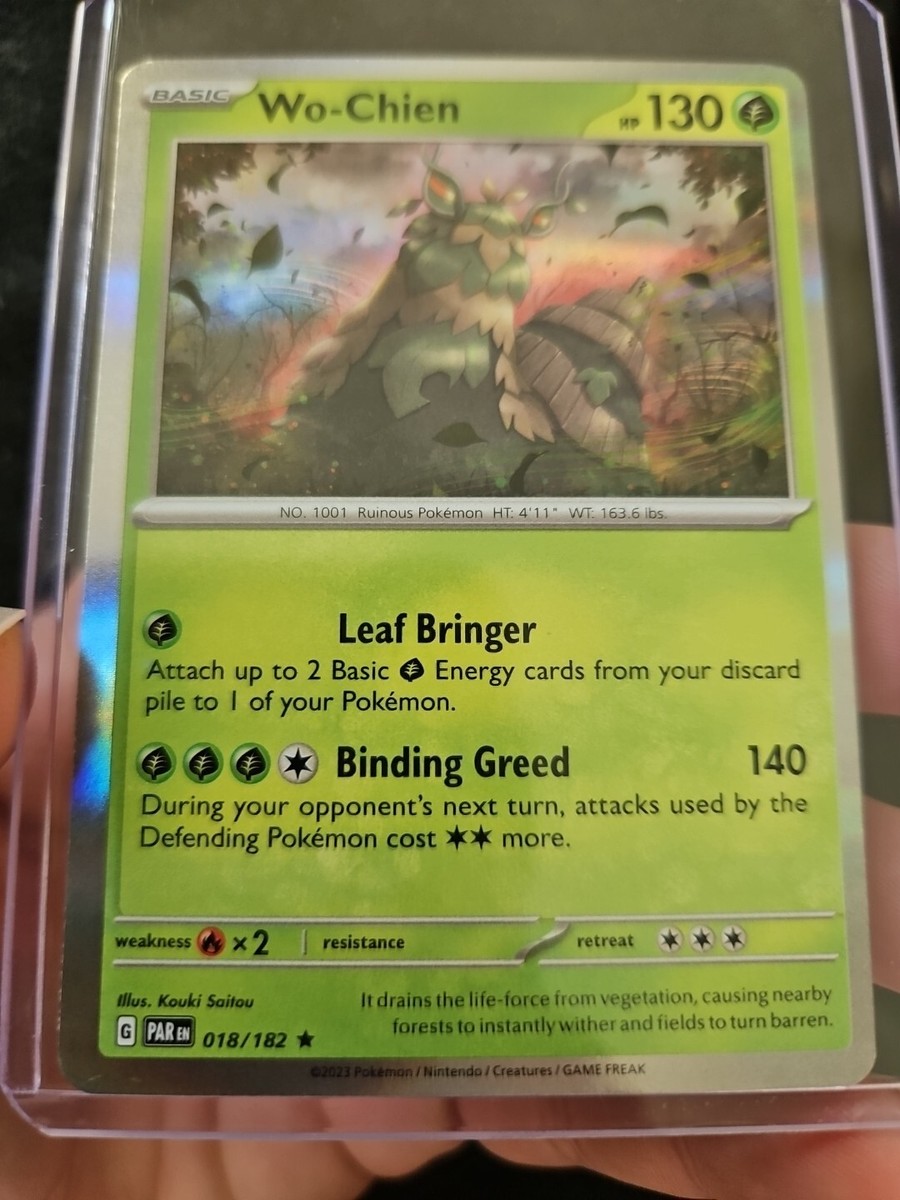 BASIC Wo-Chien HP 130
NO. 1001 Ruinous Pokémon HT: 4'11" WT: 163.6 lbs.
Leaf Bringer
Attach up to 2 Basic Energy cards from your discard
pile to 1 of your Pokémon.
Binding Greed 140
During your opponent's next turn, attacks used by the
Defending Pokémon cost ✶✶ more.
weakness ×2 resistance retreat
Illus. Kouki Saitou
It drains the life-force from vegetation, causing nearby
forests to instantly wither and fields to turn barren.
G PAR EN 018/182 ★
©2023 Pokémon / Nintendo / Creatures / GAME FREAK